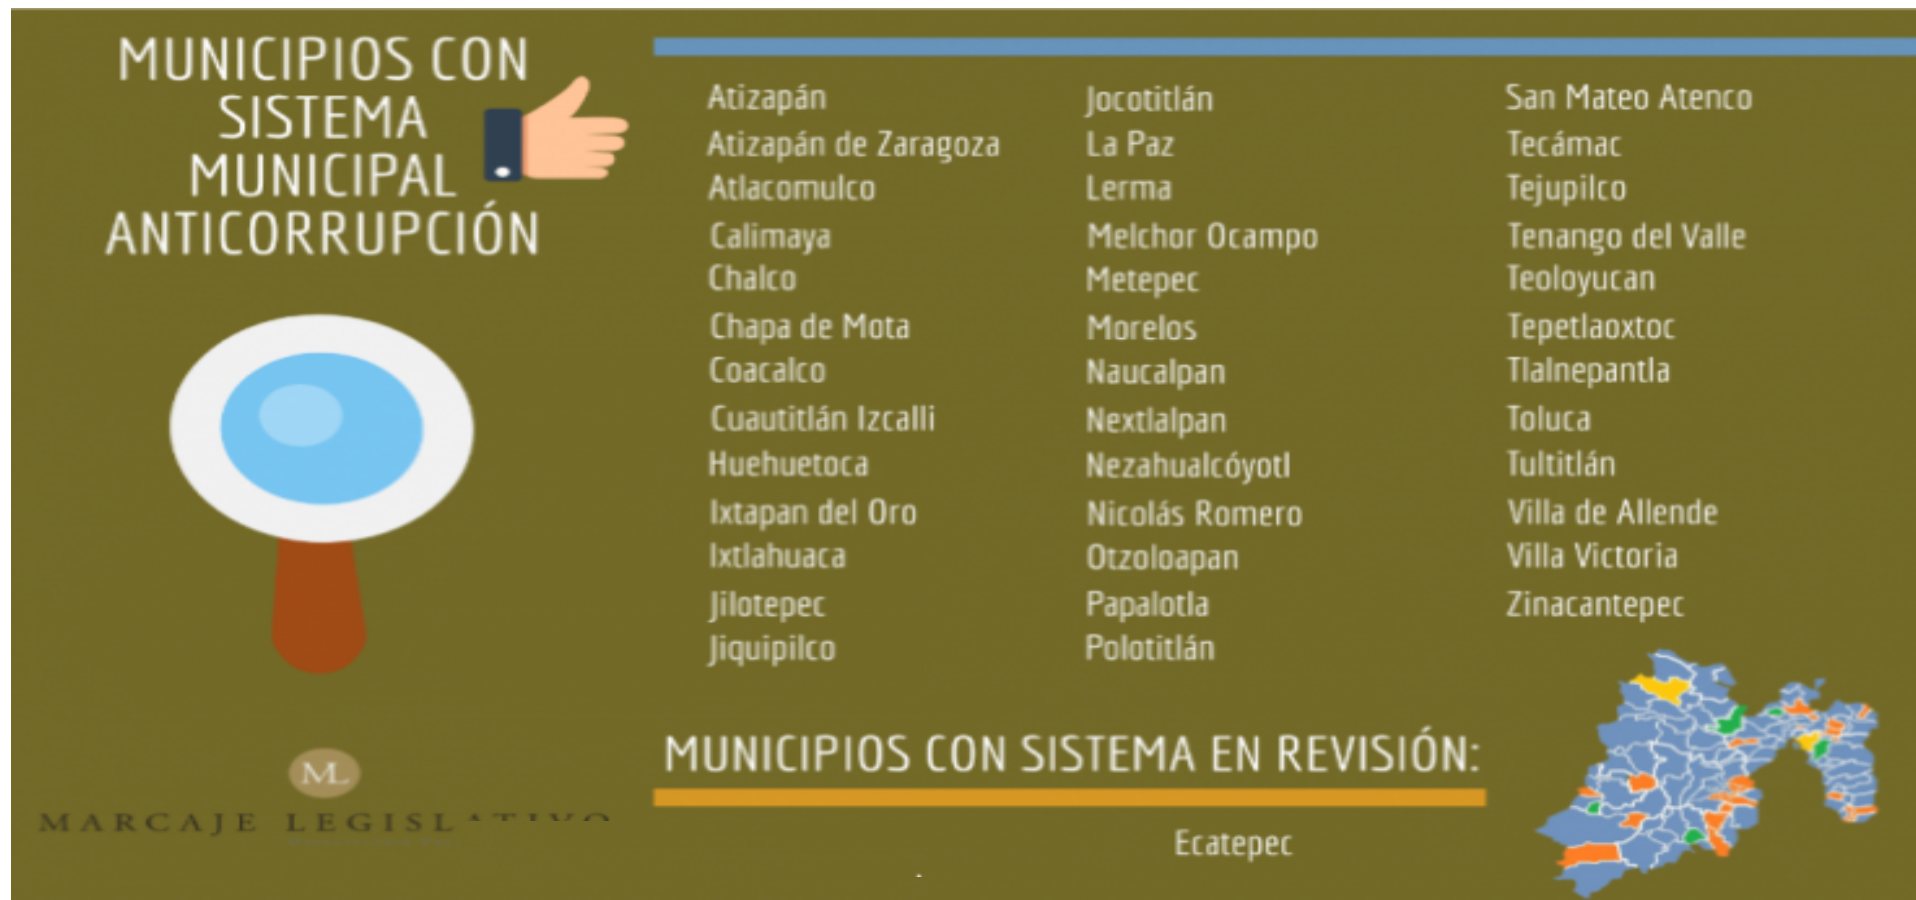 MUNICIPIOS CON
SISTEMA
MUNICIPAL
ANTICORRUPCIÓN
Atizapán
Atizapán de Zaragoza
Atlacomulco
Calimaya
Chalco
Chapa de Mota
Coacalco
Cuautitlán Izcalli
Huehuetoca
Ixtapan del Oro
Ixtlahuaca
Jilotepec
Jiquipilco
Jocotitlán
La Paz
Lerma
Melchor Ocampo
Metepec
Morelos
Naucalpan
Nextlalpan
Nezahualcóyotl
Nicolás Romero
Otzoloapan
Papalotla
Polotitlán
San Mateo Atenco
Tecámac
Tejupilco
Tenango del Valle
Teoloyucan
Tepetlaoxtoc
Tlalnepantla
Toluca
Tultitlán
Villa de Allende
Villa Victoria
Zinacantepec
MUNICIPIOS CON SISTEMA EN REVISIÓN:
Ecatepec
ML
MARCAJE LEGISLATIVO